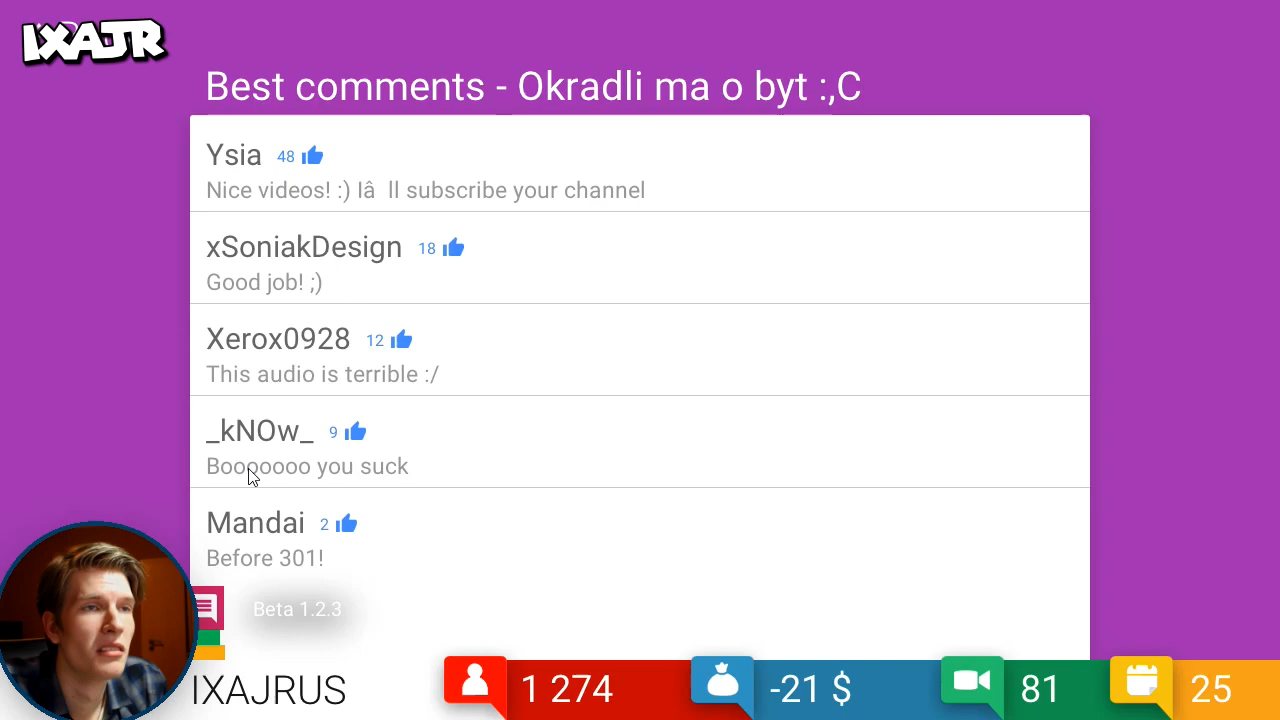 IXAJR
Best comments - Okradli ma o byt :,C
Ysia 48
Nice videos! :) Iâ ll subscribe your channel
xSoniakDesign 18
Good job! ;)
Xerox0928 12
This audio is terrible :/
_kNOw_ 9
Booooooo you suck
Mandai 2
Before 301!
Beta 1.2.3
IXAJRUS 1 274 -21 $ 81 25